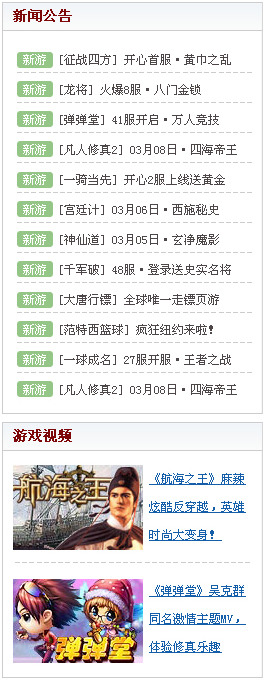 新闻公告
新游 [征战四方] 开心首服·黄巾之乱
新游 [龙将] 火爆8服·八门金锁
新游 [弹弹堂] 41服开启·万人竞技
新游 [凡人修真2] 03月08日·四海帝王
新游 [一骑当先] 开心2服上线送黄金
新游 [宫廷计] 03月06日·西施秘史
新游 [神仙道] 03月05日·玄诤魔影
新游 [千军破] 48服·登录送史实名将
新游 [大唐行镖] 全球唯一走镖页游
新游 [范特西篮球] 疯狂纽约来啦!
新游 [一球成名] 27服开服·王者之战
新游 [凡人修真2] 03月08日·四海帝王
游戏视频
航海之王
《航海之王》麻辣
炫酷反穿越，英雄
时尚大变身！
弹弹堂
《弹弹堂》吴克群
同名激情主题MV，
体验修真乐趣